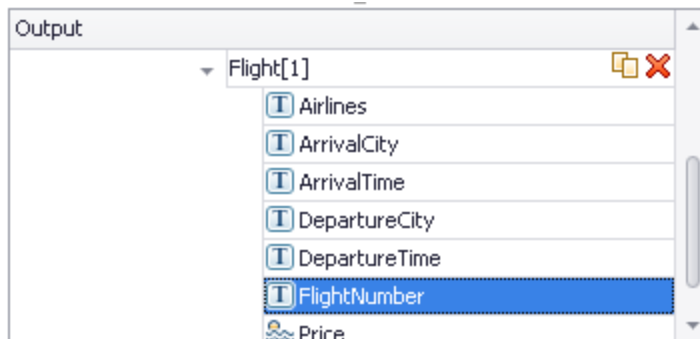 Output
Flight[1]
Airlines
ArrivalCity
ArrivalTime
DepartureCity
DepartureTime
FlightNumber
Price